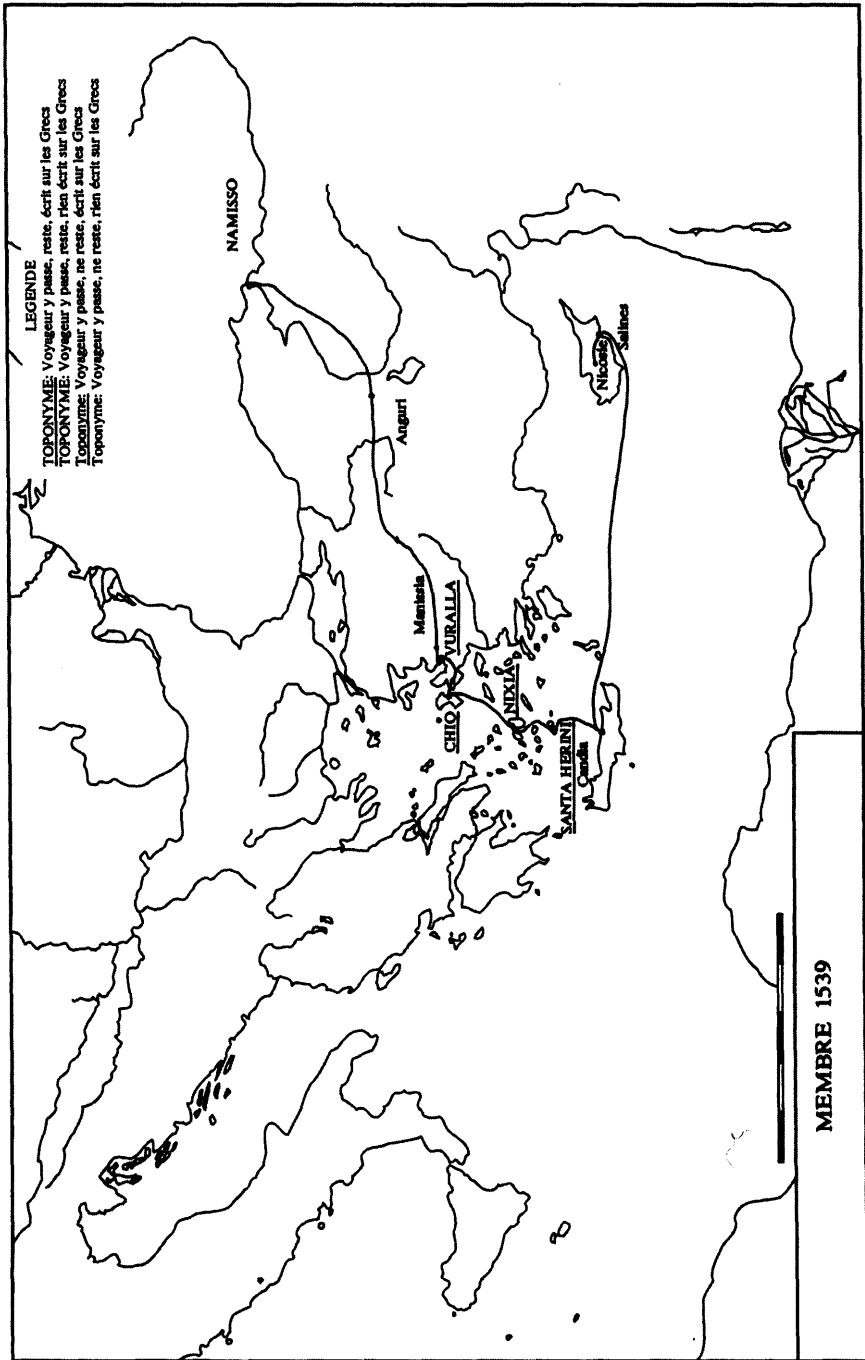 LEGENDE
TOPONYME: Voyageur y passe, reste, écrit sur les Grecs
TOPONYME: Voyageur y passe, reste, rien écrit sur les Grecs
Toponyme: Voyageur y passe, ne reste, écrit sur les Grecs
Toponyme: Voyageur y passe, ne reste, rien écrit sur les Grecs
NAMISSO
Anguri
Manissia
VURALLA
CHIO
NIXIA
SANTA HERINI
Candia
Nicosie
Salines
MEMBRE 1539